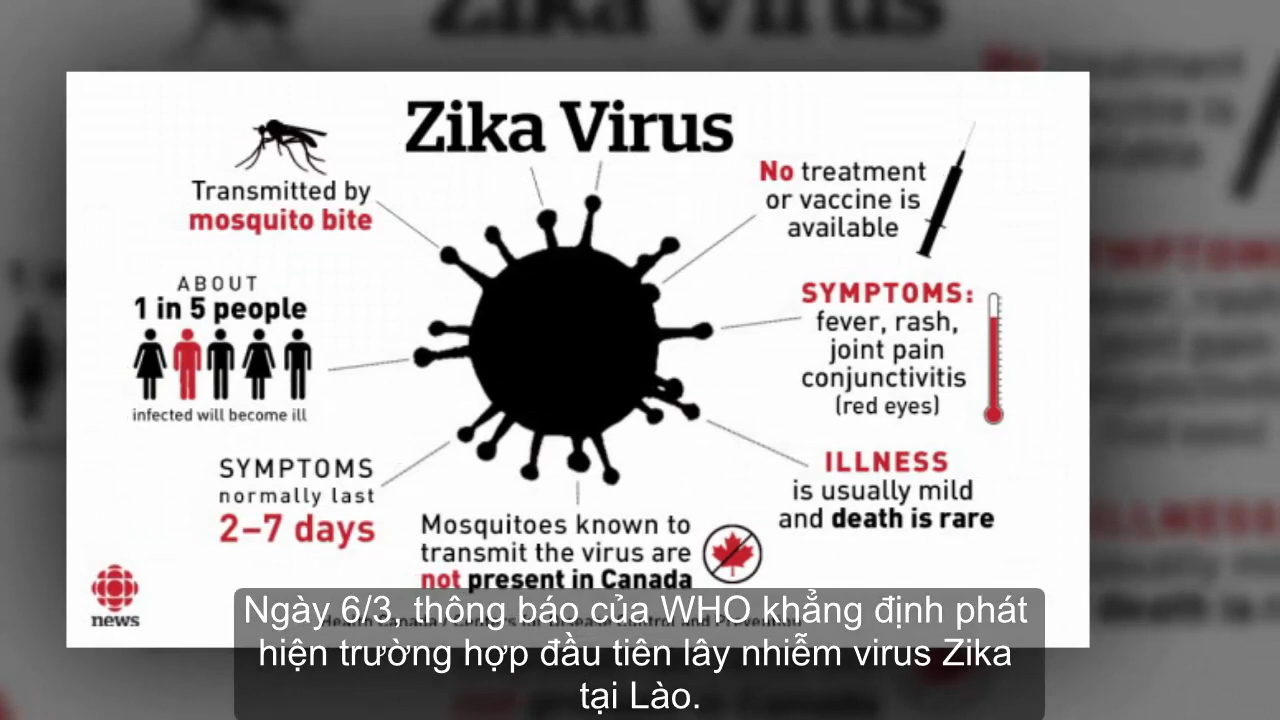 Zika Virus
Transmitted by
mosquito bite
No treatment
or vaccine is
available
ABOUT
1 in 5 people
infected will become ill
SYMPTOMS:
fever, rash,
joint pain
conjunctivitis
(red eyes)
SYMPTOMS
normally last
2–7 days
ILLNESS
is usually mild
and death is rare
Mosquitoes known to
transmit the virus are
not present in Canada
news
Ngày 6/3, thông báo của WHO khẳng định phát
hiện trường hợp đầu tiên lây nhiễm virus Zika
tại Lào.